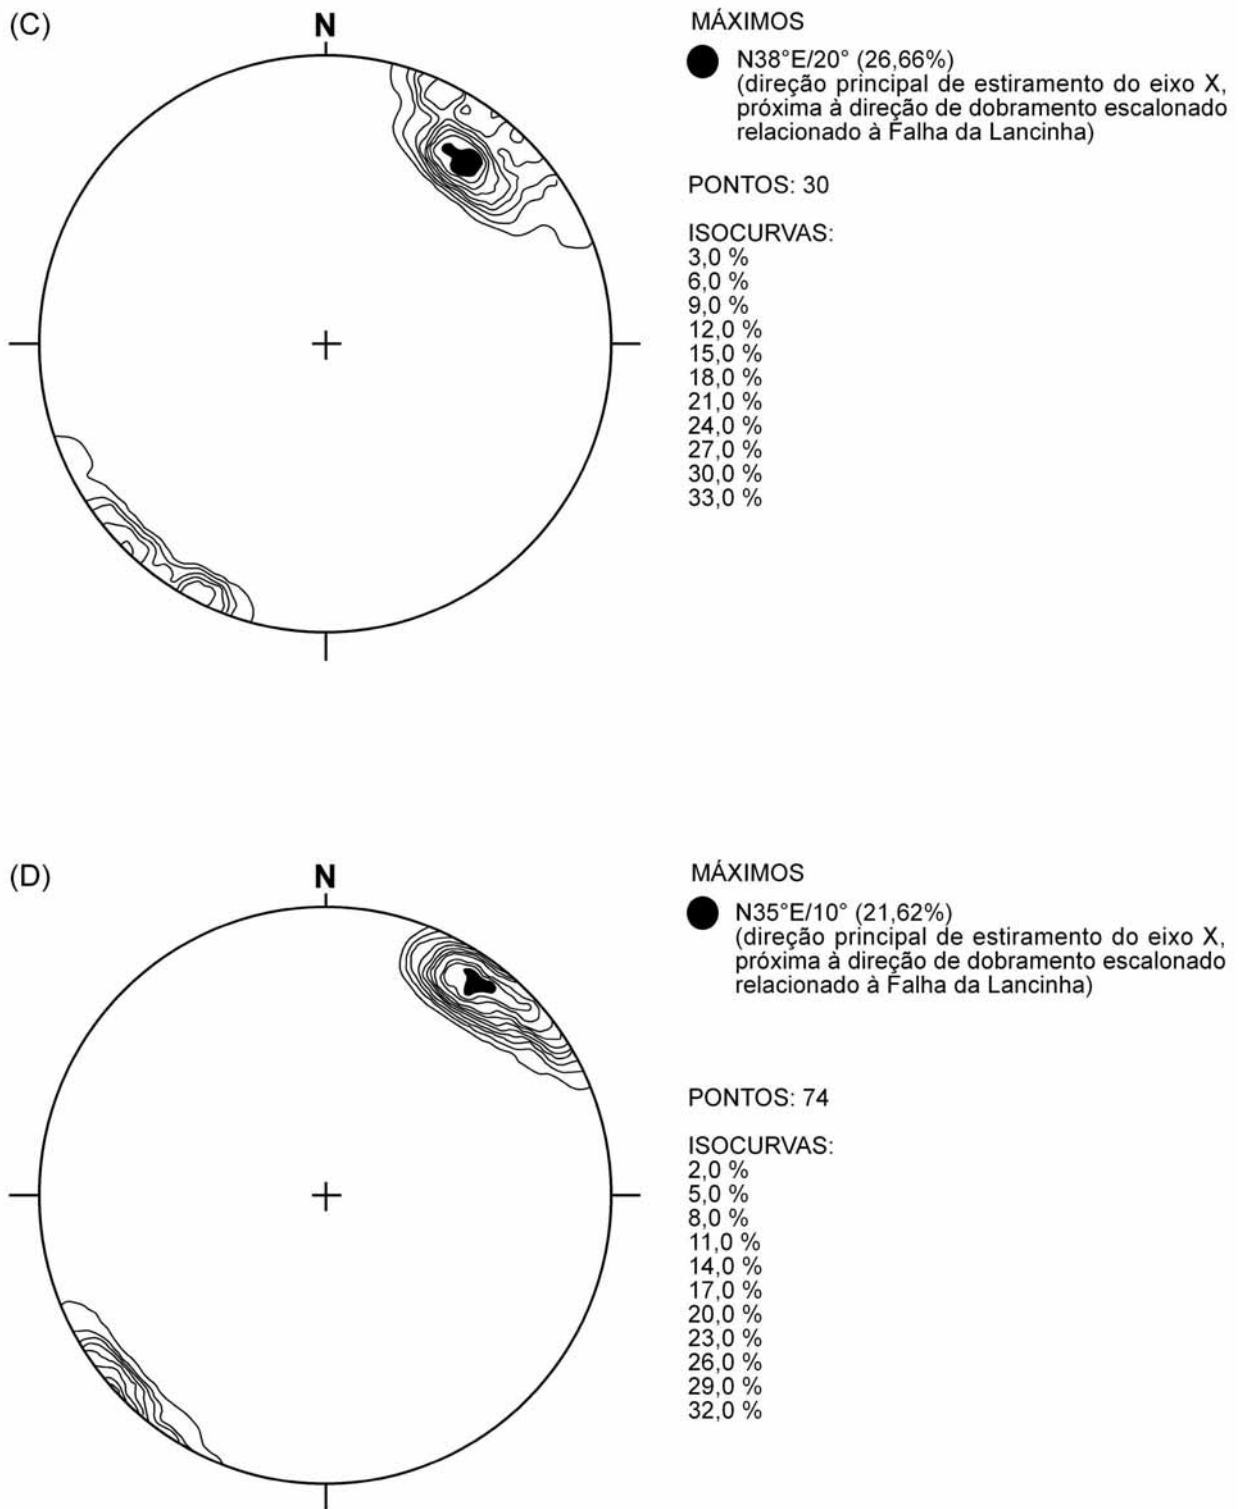 (C)
N
MÁXIMOS
N38°E/20° (26,66%)
(direção principal de estiramento do eixo X,
próxima à direção de dobramento escalonado
relacionado à Falha da Lancinha)
PONTOS: 30
ISOCURVAS:
3,0 %
6,0 %
9,0 %
12,0 %
15,0 %
18,0 %
21,0 %
24,0 %
27,0 %
30,0 %
33,0 %
(D)
N
MÁXIMOS
N35°E/10° (21,62%)
(direção principal de estiramento do eixo X,
próxima à direção de dobramento escalonado
relacionado à Falha da Lancinha)
PONTOS: 74
ISOCURVAS:
2,0 %
5,0 %
8,0 %
11,0 %
14,0 %
17,0 %
20,0 %
23,0 %
26,0 %
29,0 %
32,0 %